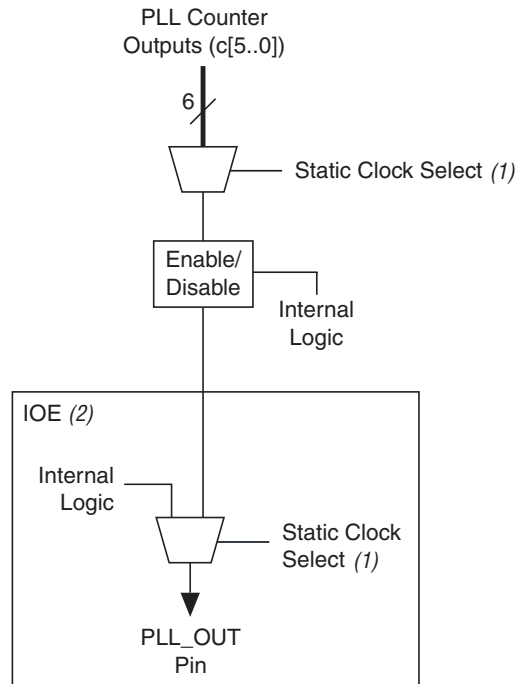 PLL Counter
Outputs (c[5..0])
6
Static Clock Select (1)
Enable/
Disable
Internal
Logic
IOE (2)
Internal
Logic
Static Clock
Select (1)
PLL_OUT
Pin